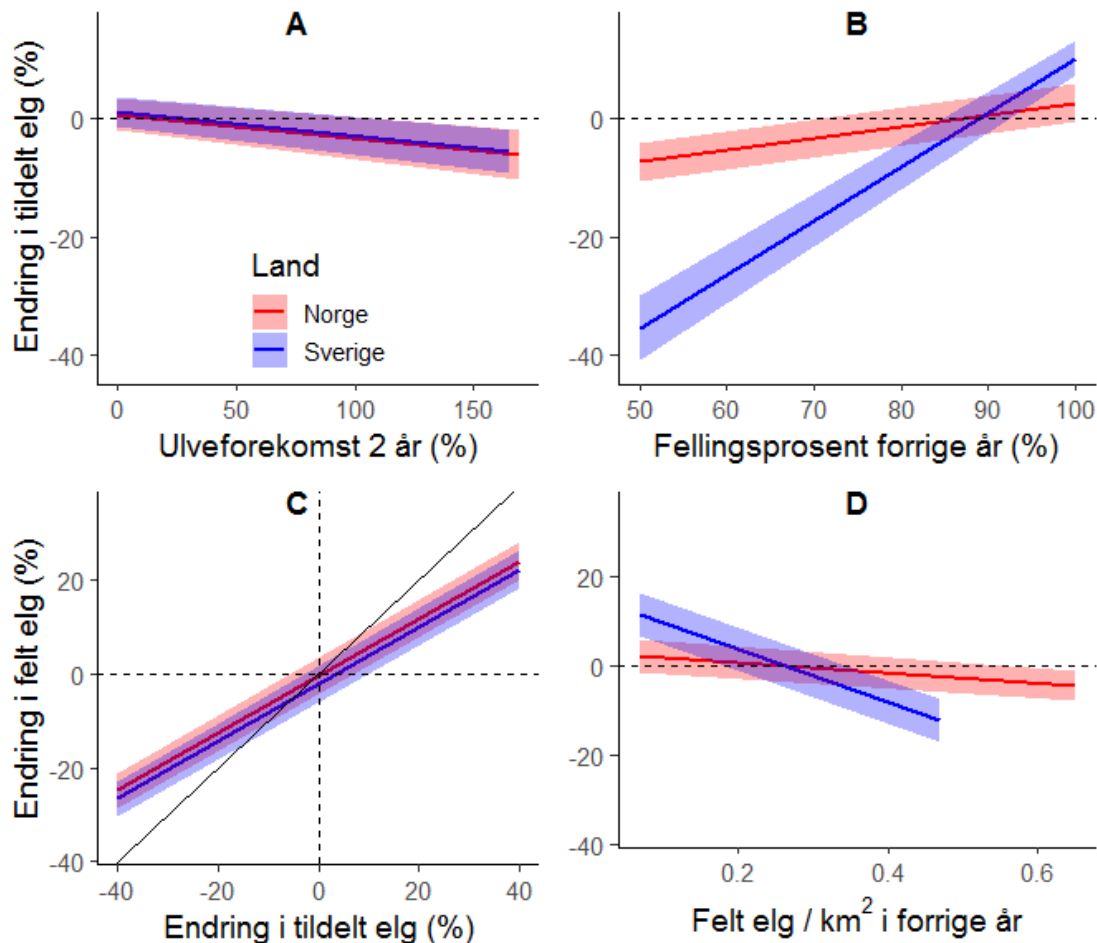 A
Endring i tildelt elg (%)
0
-20
-40
Land
Norge
Sverige
0 50 100 150
Ulveforekomst 2 år (%)
B
Endring i tildelt elg (%)
0
-20
-40
50 60 70 80 90 100
Fellingsprosent forrige år (%)
C
Endring i felt elg (%)
20
0
-20
-40
-40 -20 0 20 40
Endring i tildelt elg (%)
D
20
0
-20
-40
0.2 0.4 0.6
Felt elg / km² i forrige år